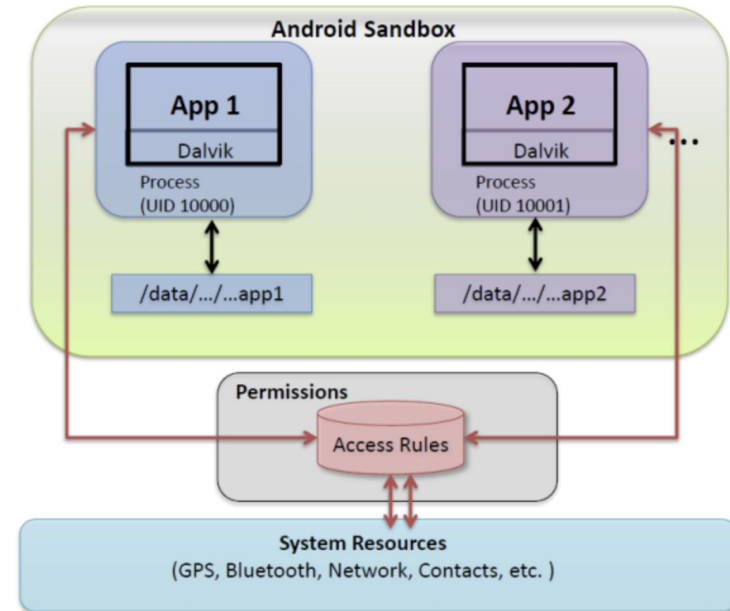 Android Sandbox
App 1
Dalvik
Process
(UID 10000)
/data/.../...app1
App 2
Dalvik
Process
(UID 10001)
/data/.../...app2
...
Permissions
Access Rules
System Resources
(GPS, Bluetooth, Network, Contacts, etc. )